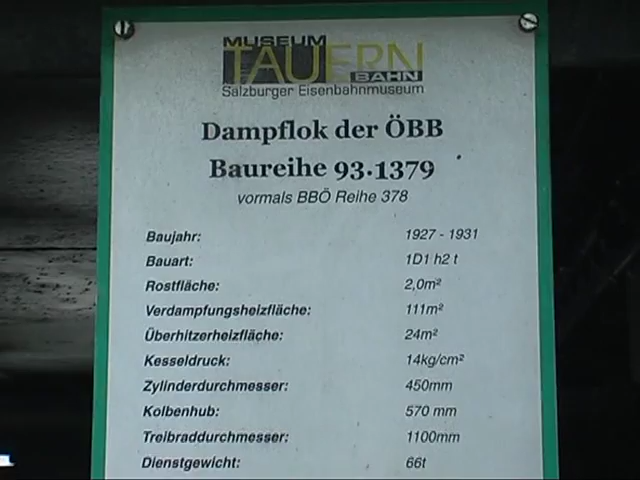 MUSEUM
TAUERN
BAHN
Salzburger Eisenbahnmuseum
Dampflok der ÖBB
Baureihe 93.1379
vormals BBÖ Reihe 378
Baujahr: 1927 - 1931
Bauart: 1D1 h2 t
Rostfläche: 2,0m²
Verdampfungsheizfläche: 111m²
Überhitzerheizfläche: 24m²
Kesseldruck: 14kg/cm²
Zylinderdurchmesser: 450mm
Kolbenhub: 570 mm
Treibraddurchmesser: 1100mm
Dienstgewicht: 66t